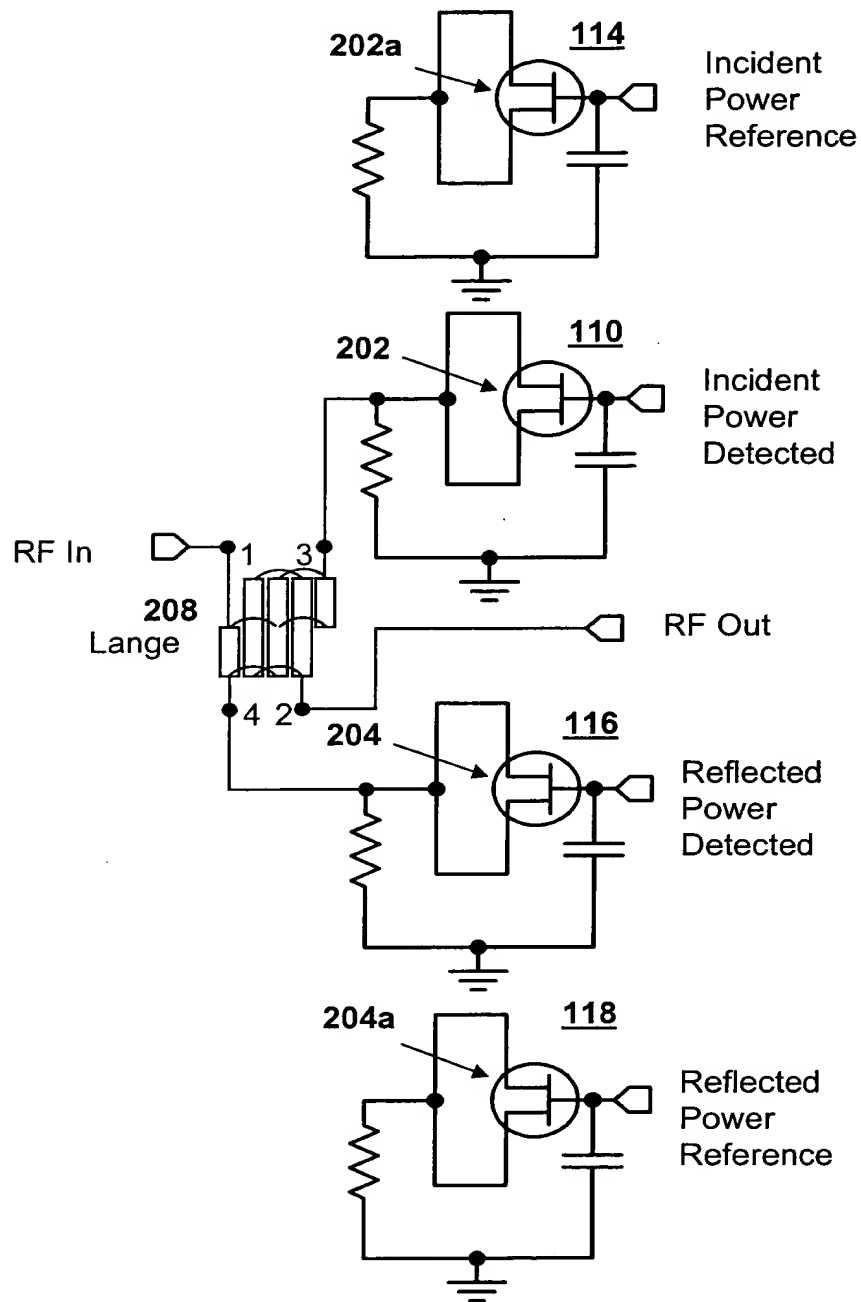 202a
114
Incident
Power
Reference
202
110
Incident
Power
Detected
RF In
1
3
208
Lange
RF Out
4
2
204
116
Reflected
Power
Detected
204a
118
Reflected
Power
Reference